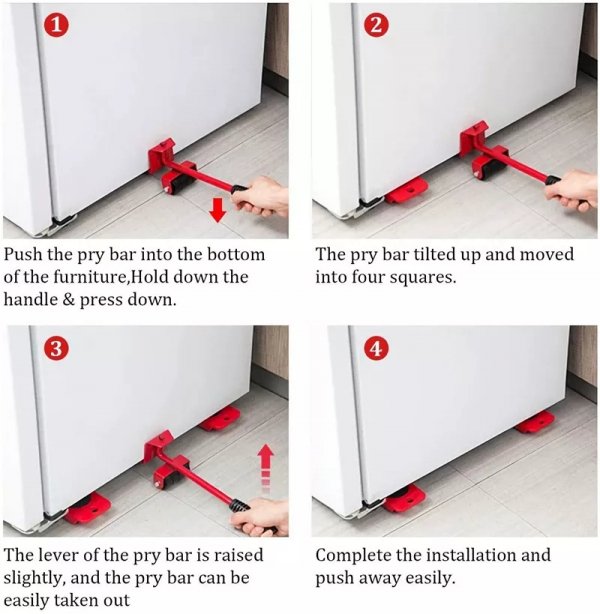 1
2
Push the pry bar into the bottom
of the furniture,Hold down the
handle & press down.
The pry bar tilted up and moved
into four squares.
3
4
The lever of the pry bar is raised
slightly, and the pry bar can be
easily taken out
Complete the installation and
push away easily.